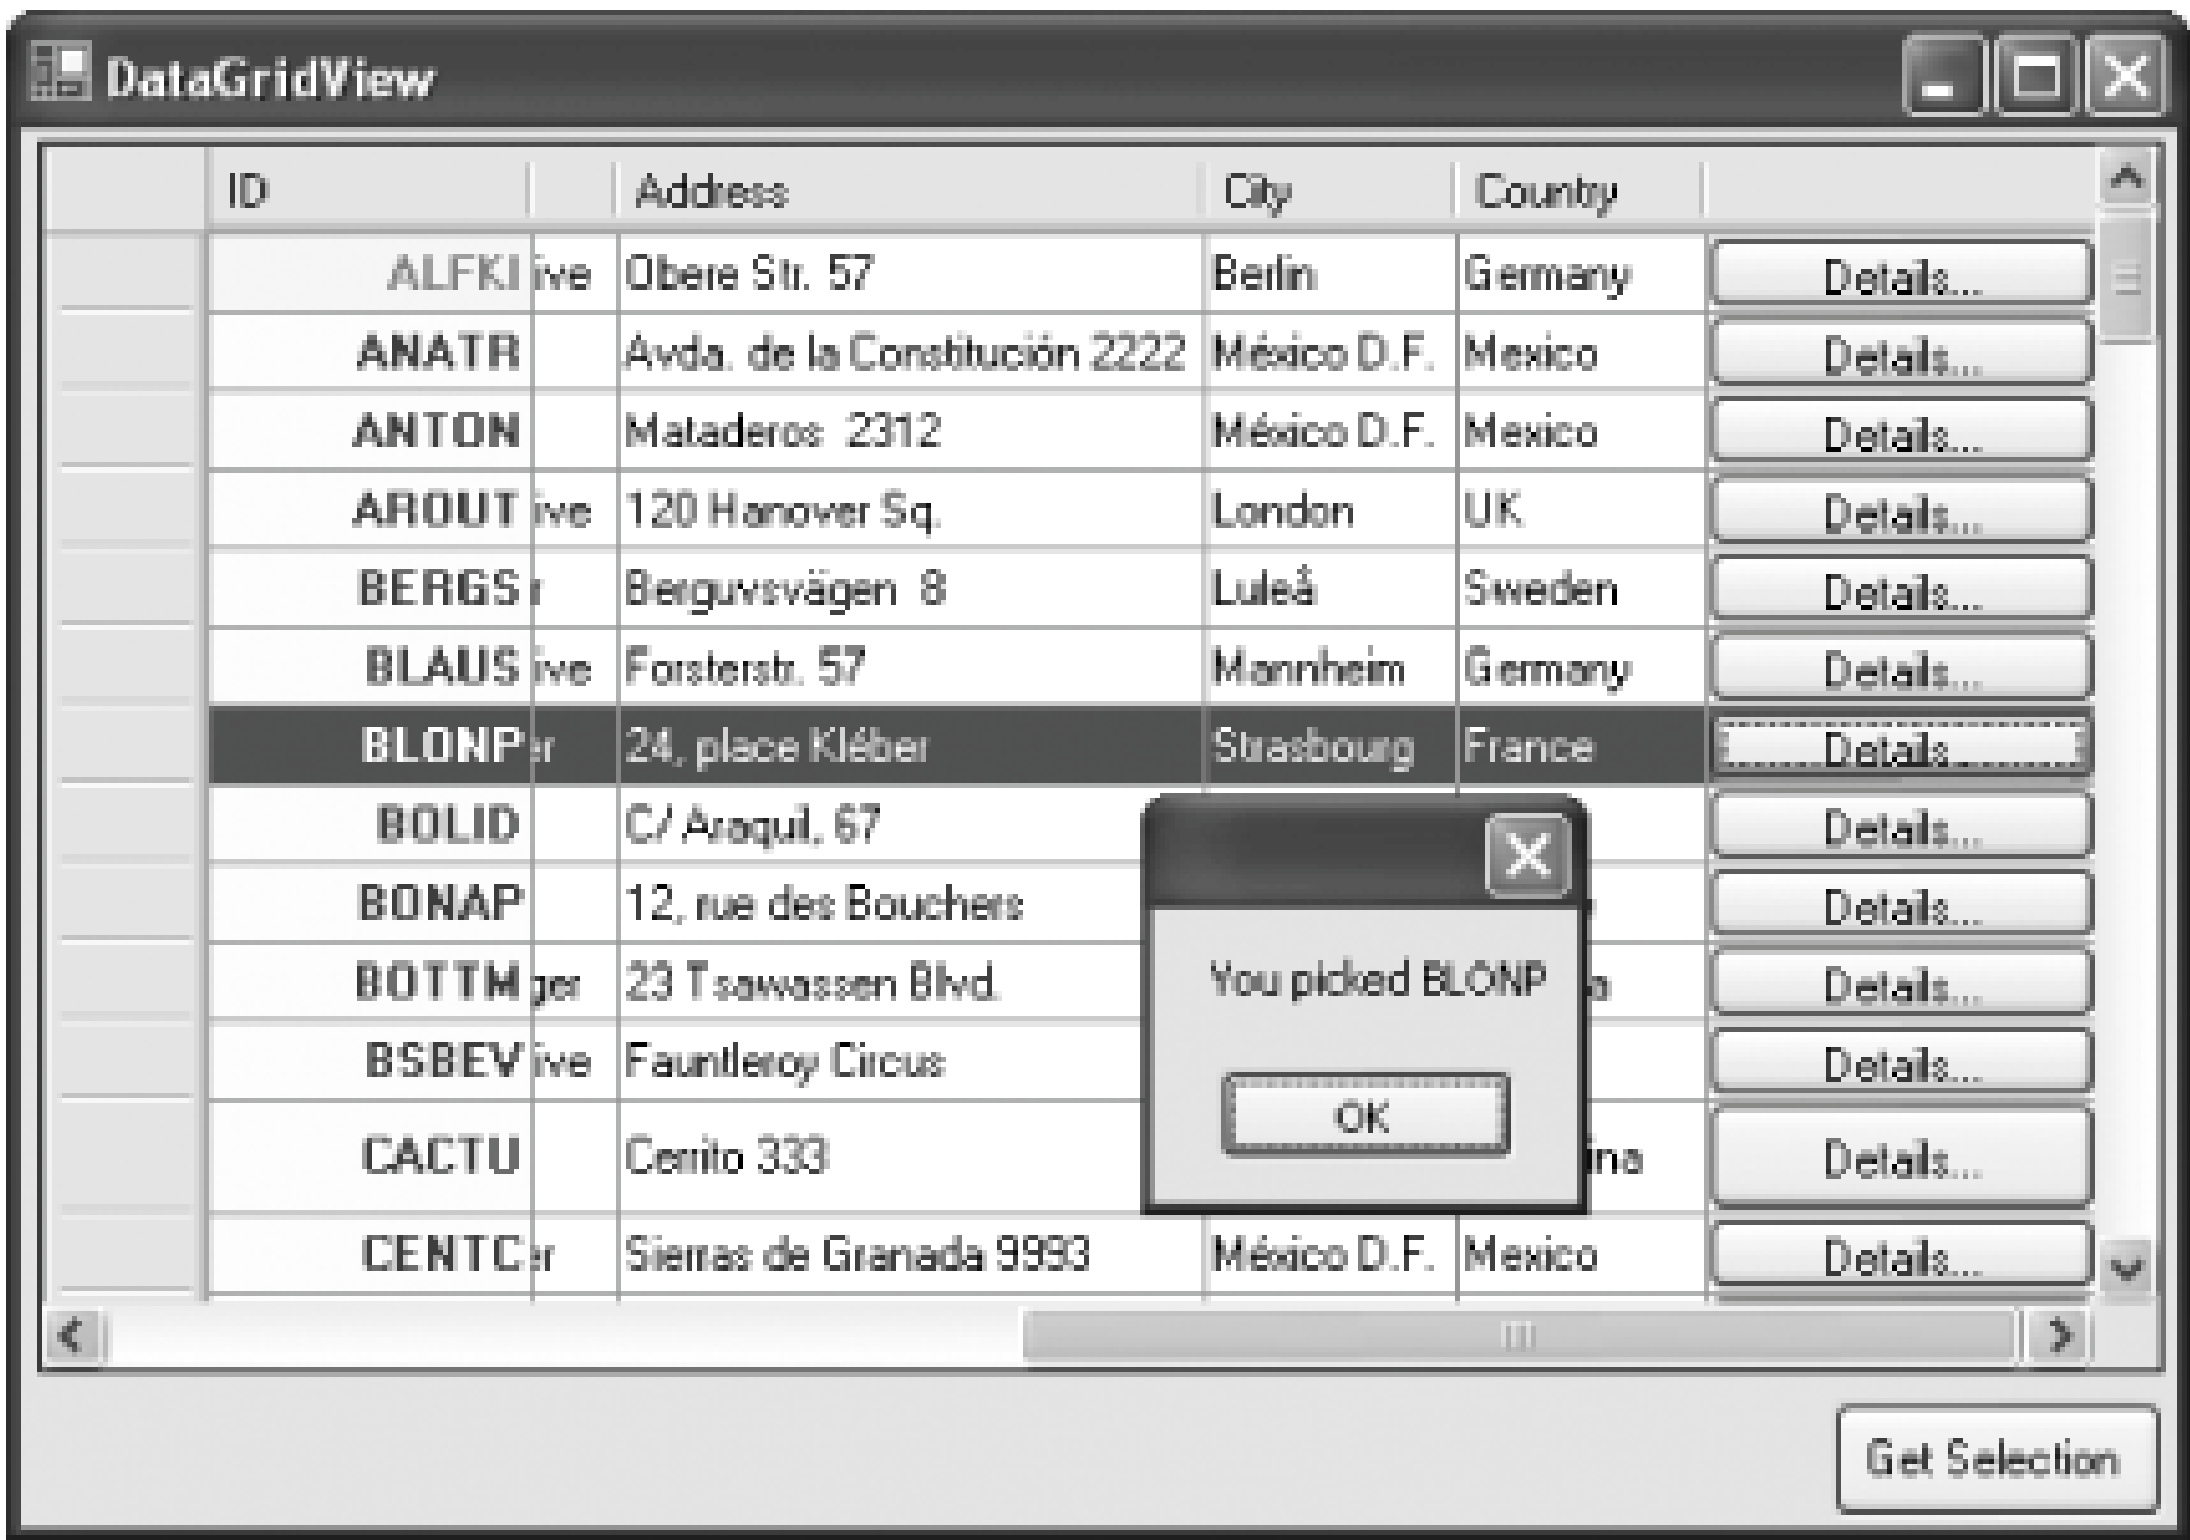 DataGridView
ID Address City Country
ALFKI ive Obere Str. 57 Berlin Germany Details...
ANATR Avda. de la Constitución 2222 México D.F. Mexico Details...
ANTON Mataderos 2312 México D.F. Mexico Details...
AROUT ive 120 Hanover Sq. London UK Details...
BERGS r Berguvsvägen 8 Luleå Sweden Details...
BLAUS ive Forsterstr. 57 Mannheim Germany Details...
BLONP er 24, place Kléber Strasbourg France Details...
BOLID C/ Araquil, 67 Details...
BONAP 12, rue des Bouchers Details...
BOTTM ger 23 Tsawassen Blvd. a Details...
BSBEV ive Fauntleroy Circus Details...
CACTU Cerrito 333 ina Details...
CENTC er Sierras de Granada 9993 México D.F. Mexico Details...
You picked BLONP
OK
Get Selection